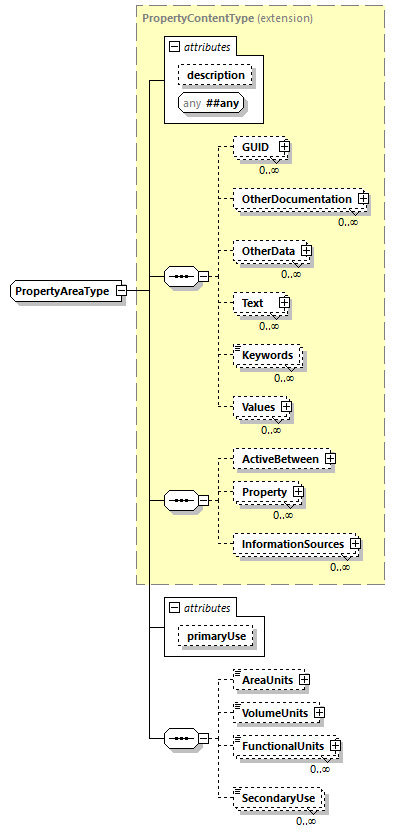 PropertyContentType (extension)
attributes
description
any ##any
GUID
0..∞
OtherDocumentation
0..∞
OtherData
0..∞
PropertyAreaType
Text
0..∞
Keywords
0..∞
Values
0..∞
ActiveBetween
Property
0..∞
InformationSources
0..∞
attributes
primaryUse
AreaUnits
VolumeUnits
FunctionalUnits
0..∞
SecondaryUse
0..∞